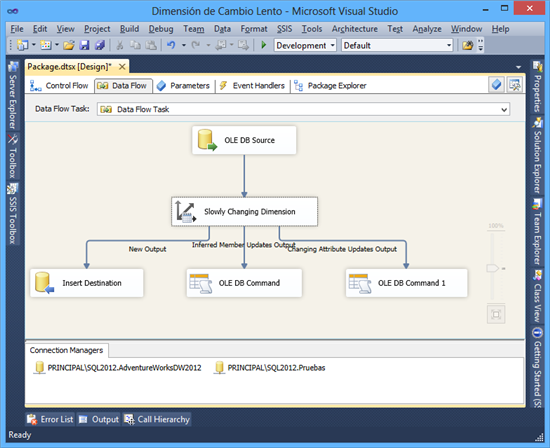 Dimensión de Cambio Lento - Microsoft Visual Studio
File Edit View Project Build Debug Team Data Format SSIS Tools Architecture Test Analyze Window Help
Development Default
Package.dtsx [Design]*
Control Flow Data Flow Parameters Event Handlers Package Explorer
Data Flow Task: Data Flow Task
OLE DB Source
Slowly Changing Dimension
New Output Inferred Member Updates Output Changing Attribute Updates Output
Insert Destination OLE DB Command OLE DB Command 1
100%
Connection Managers
PRINCIPAL\SQL2012.AdventureWorksDW2012 PRINCIPAL\SQL2012.Pruebas
Server Explorer
Toolbox
SSIS Toolbox
Properties
Solution Explorer
Team Explorer
Class View
Getting Started (SS
Error List Output Call Hierarchy
Ready